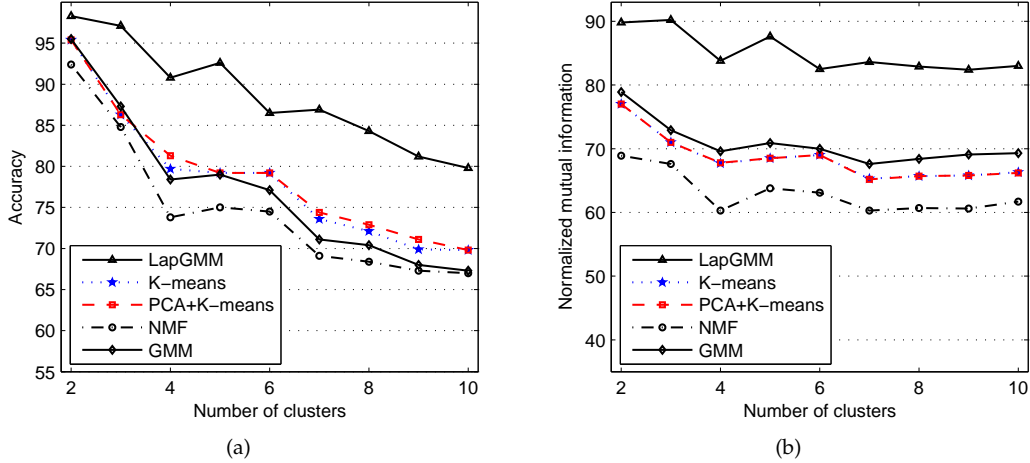 95
90
85
80
75
70
65
60
55
Accuracy
LapGMM
K−means
PCA+K−means
NMF
GMM
2 4 6 8 10
Number of clusters
(a)
90
80
70
60
50
40
Normalized mutual information
LapGMM
K−means
PCA+K−means
NMF
GMM
2 4 6 8 10
Number of clusters
(b)